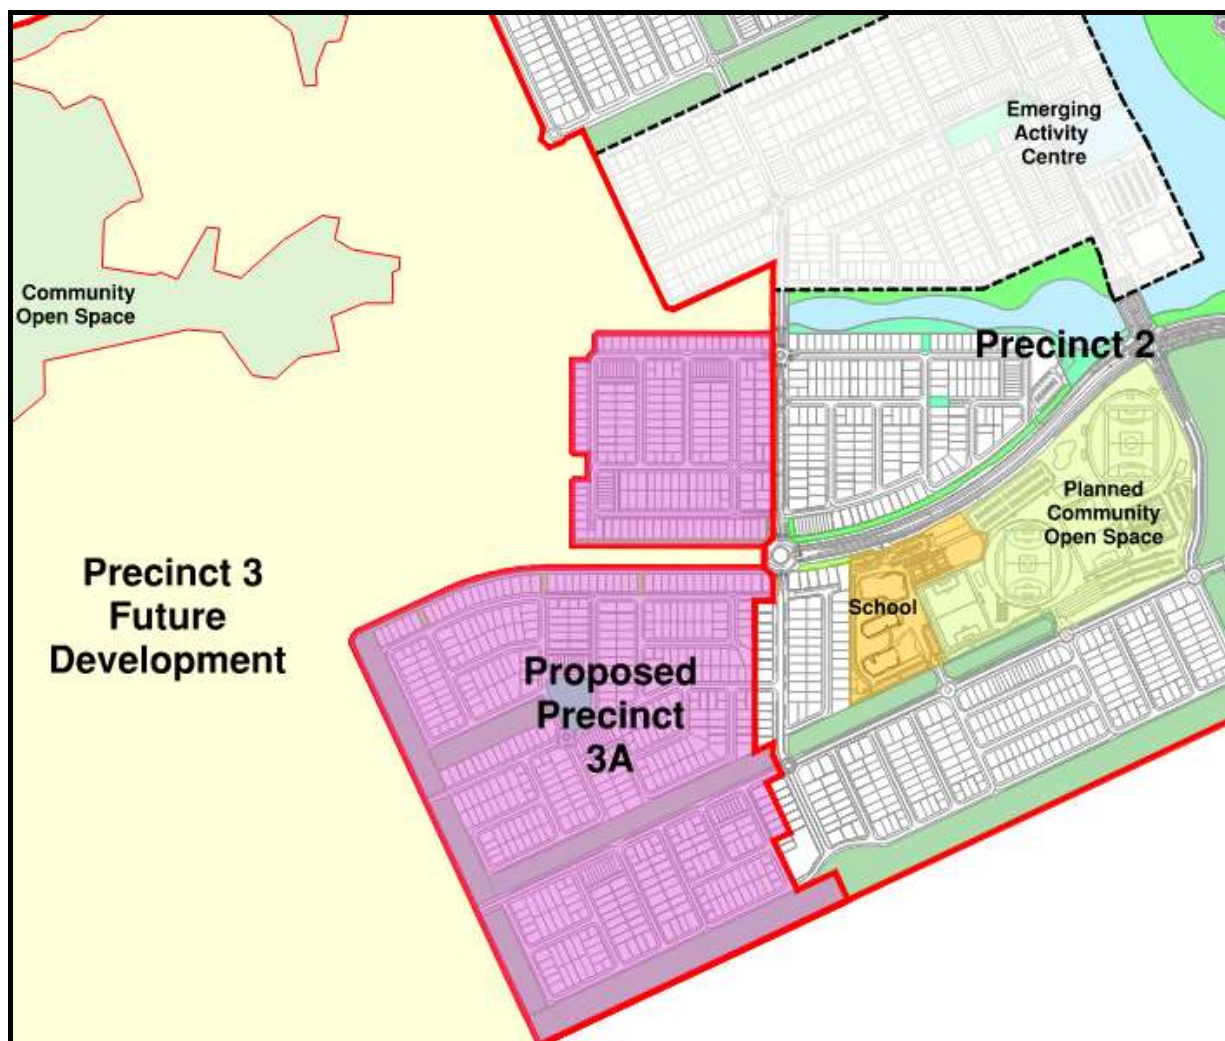 Emerging
Activity
Centre
Community
Open Space
Precinct 2
Planned
Community
Open Space
Precinct 3
Future
Development
School
Proposed
Precinct
3A